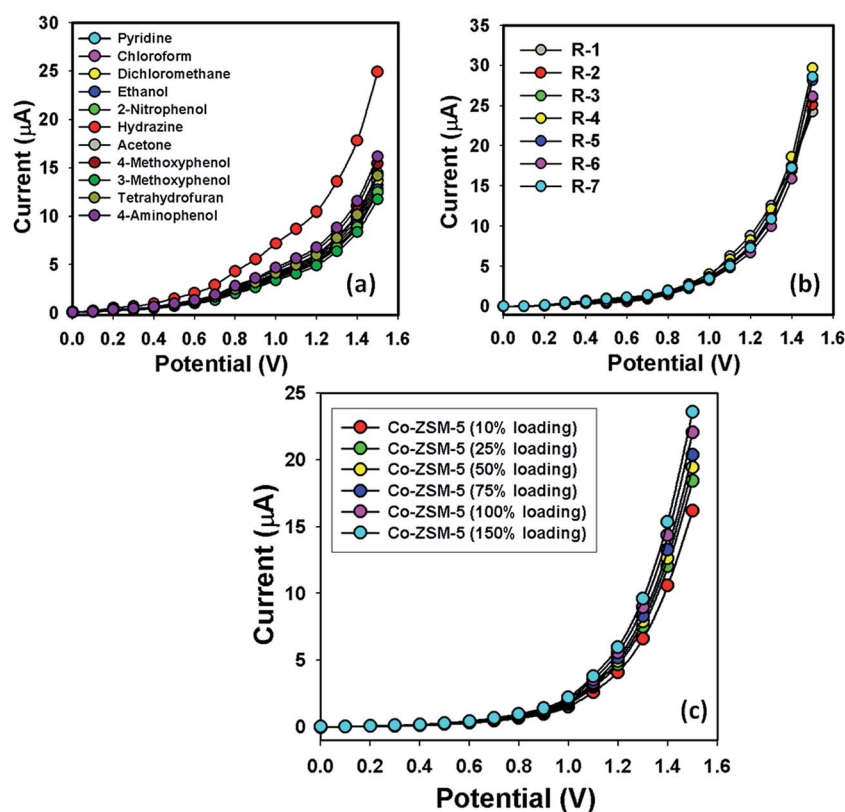 30
25
20
15
10
5
0
Current (μA)
Pyridine
Chloroform
Dichloromethane
Ethanol
2-Nitrophenol
Hydrazine
Acetone
4-Methoxyphenol
3-Methoxyphenol
Tetrahydrofuran
4-Aminophenol
(a)
0.0 0.2 0.4 0.6 0.8 1.0 1.2 1.4 1.6
Potential (V)
35
30
25
20
15
10
5
0
Current (μA)
R-1
R-2
R-3
R-4
R-5
R-6
R-7
(b)
0.0 0.2 0.4 0.6 0.8 1.0 1.2 1.4 1.6
Potential (V)
25
20
15
10
5
0
Current (μA)
Co-ZSM-5 (10% loading)
Co-ZSM-5 (25% loading)
Co-ZSM-5 (50% loading)
Co-ZSM-5 (75% loading)
Co-ZSM-5 (100% loading)
Co-ZSM-5 (150% loading)
(c)
0.0 0.2 0.4 0.6 0.8 1.0 1.2 1.4 1.6
Potential (V)